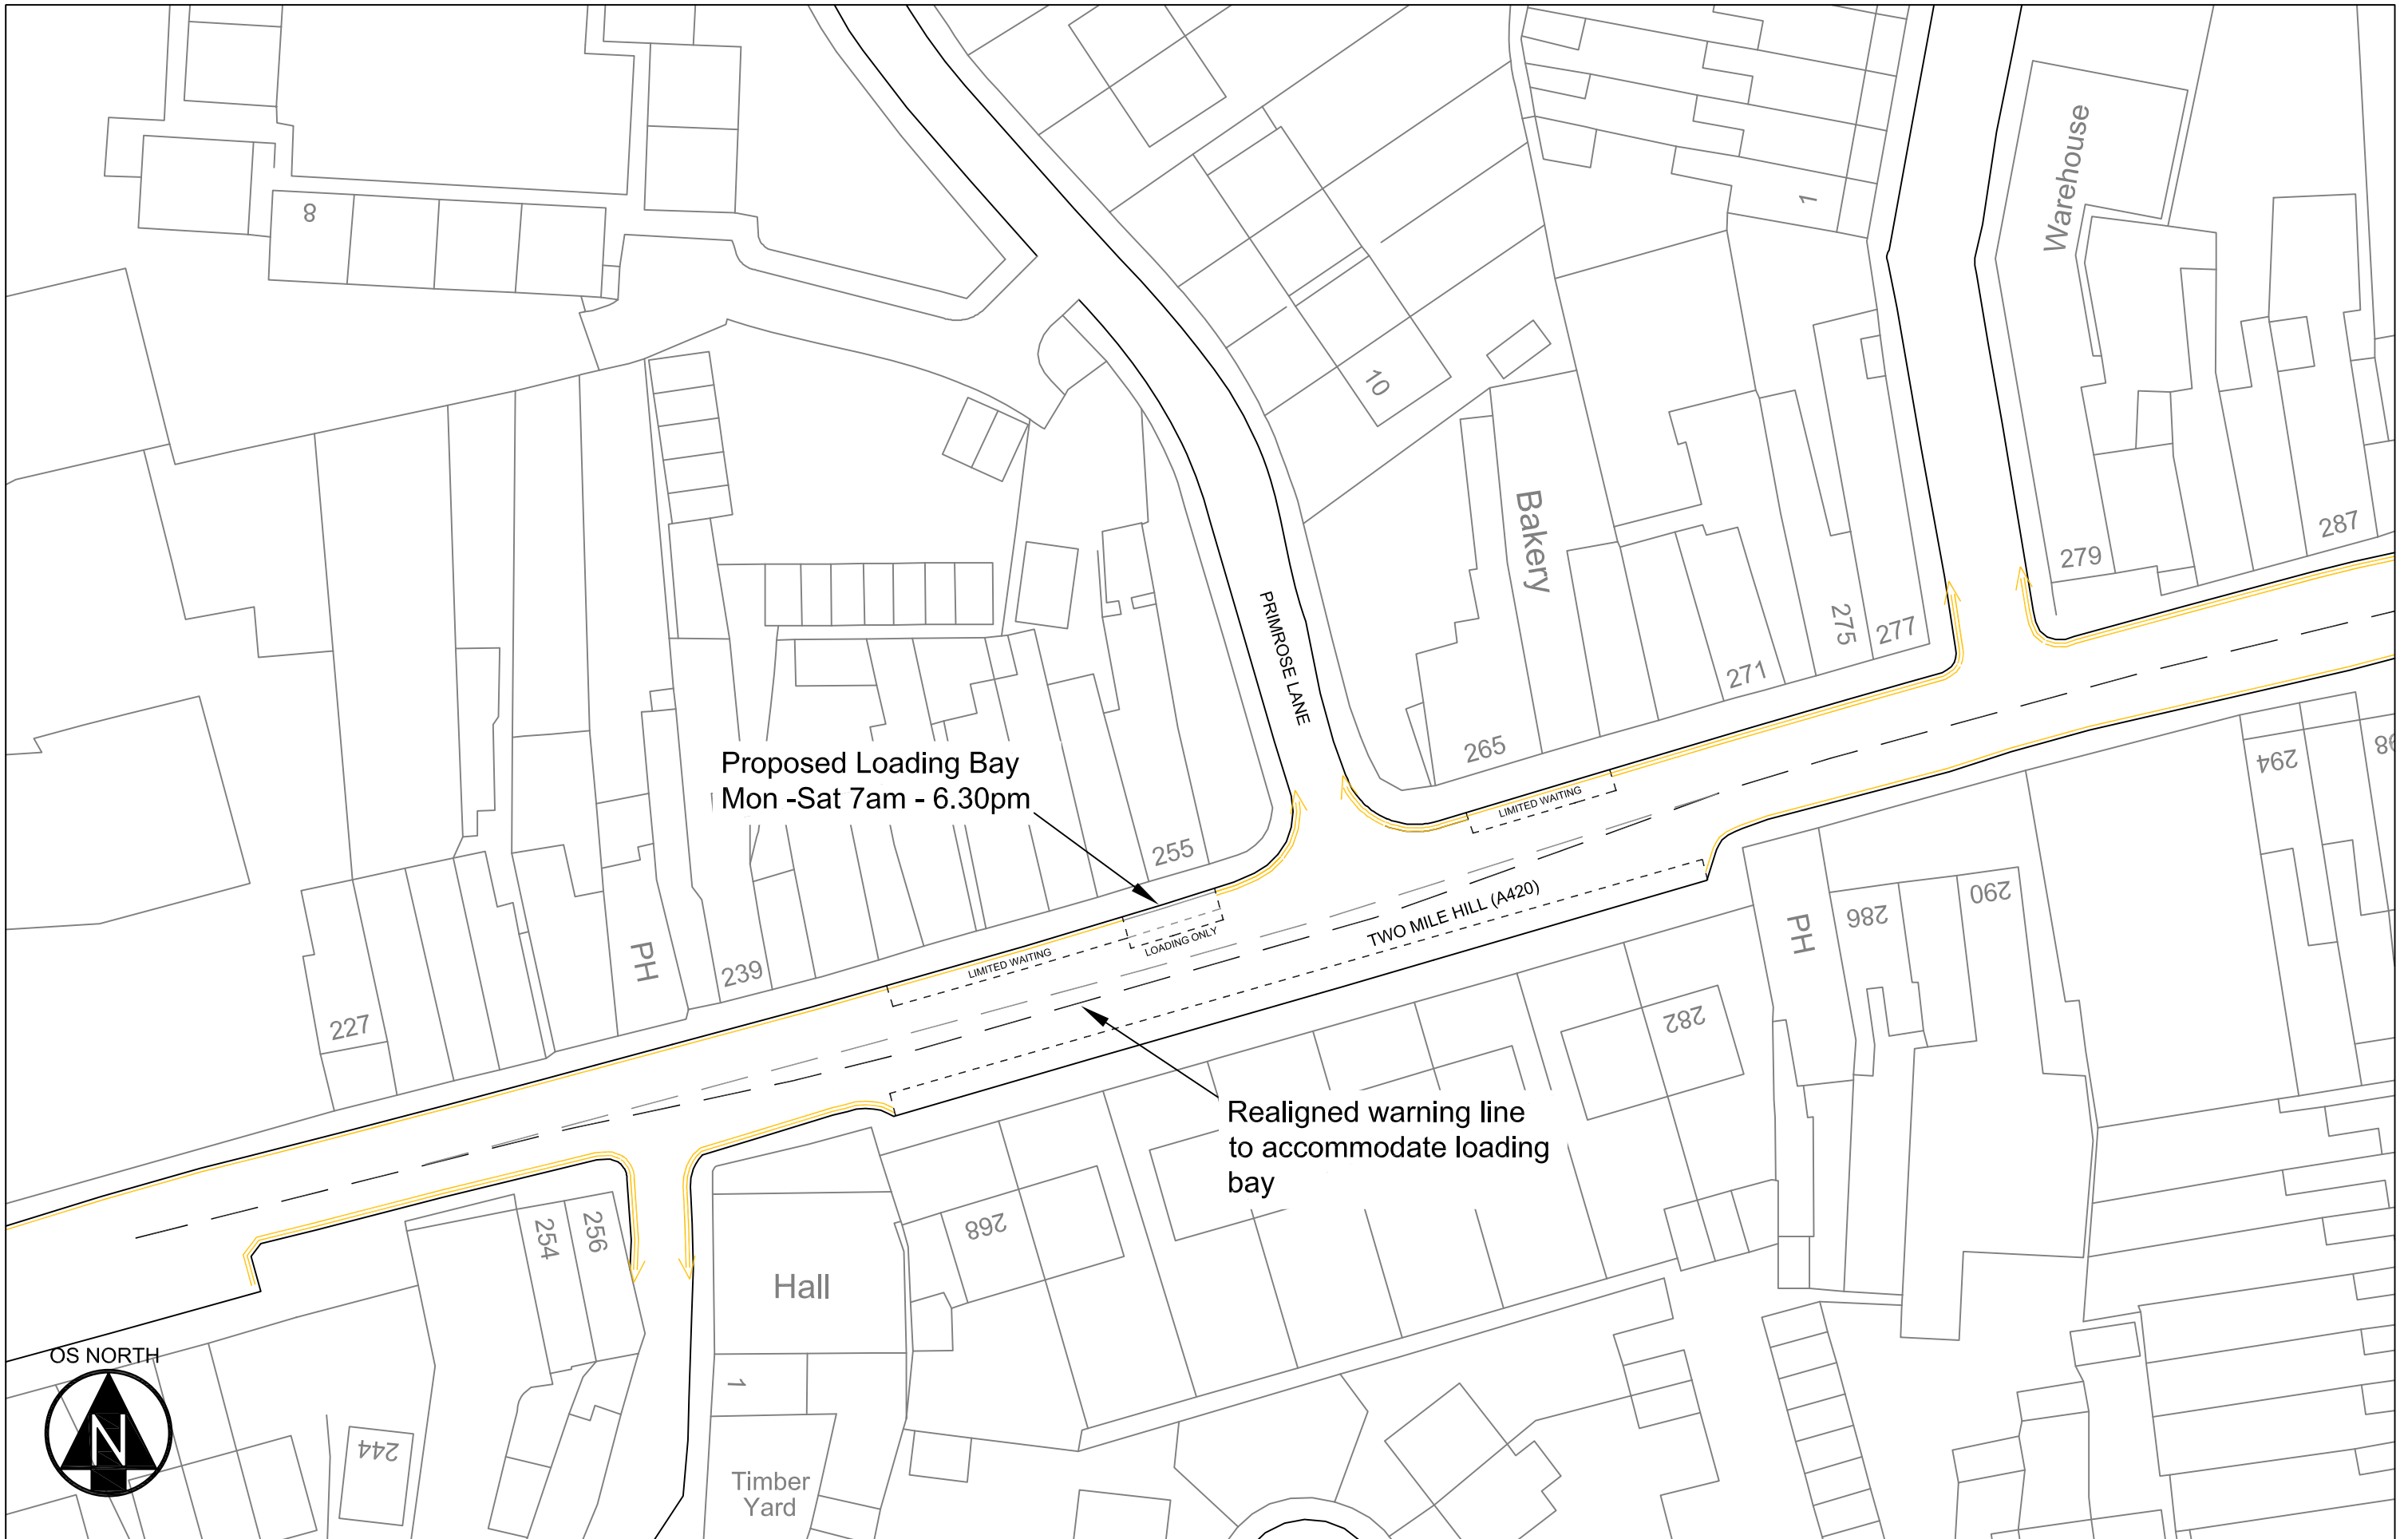 8
Warehouse
1
10
Bakery
287
279
PRIMROSE LANE
275
277
271
265
294
98
Proposed Loading Bay
Mon -Sat 7am - 6.30pm
LIMITED WAITING
255
PH
239
LIMITED WAITING
LOADING ONLY
TWO MILE HILL (A420)
PH
286
290
227
282
Realigned warning line
to accommodate loading
bay
254
256
268
Hall
OS NORTH
N
1
244
Timber
Yard